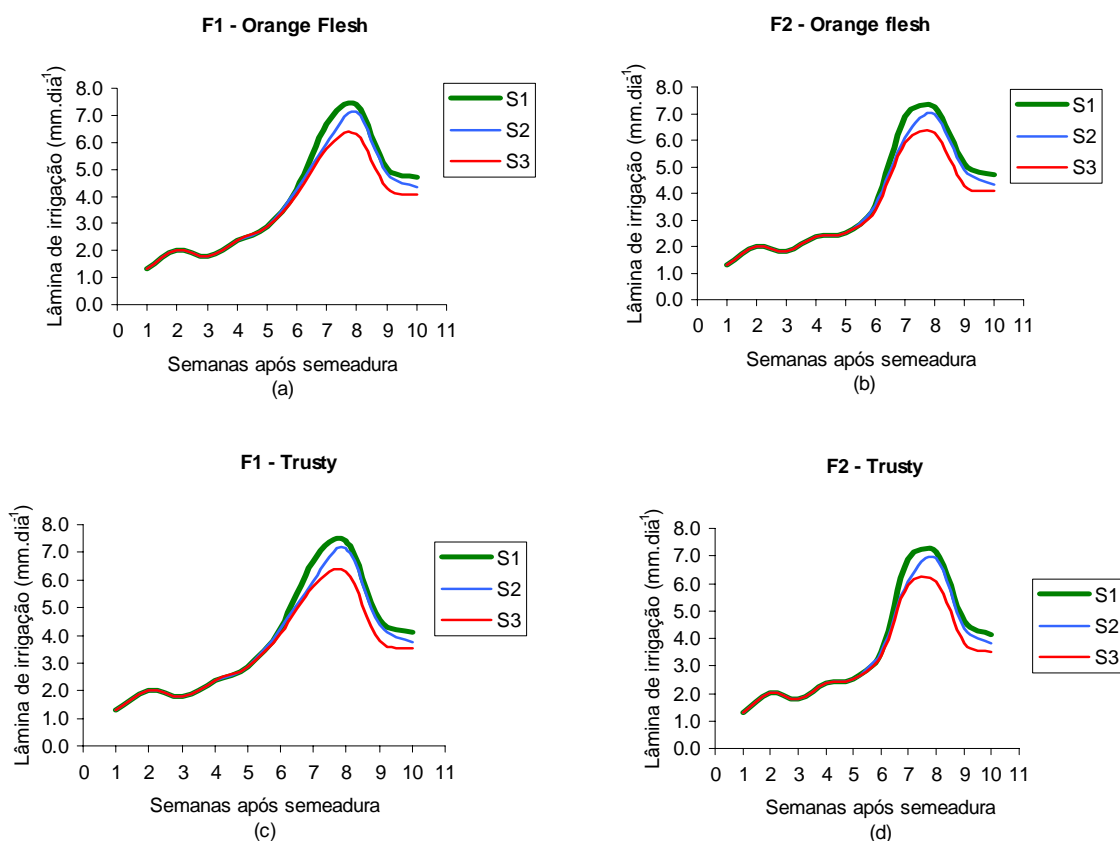 F1 - Orange Flesh
Lâmina de irrigação (mm.dia-1)
8.0
7.0
6.0
5.0
4.0
3.0
2.0
1.0
0.0
0 1 2 3 4 5 6 7 8 9 10 11
Semanas após semeadura
(a)
S1
S2
S3
F2 - Orange flesh
Lâmina de irrigação (mm.dia-1)
8.0
7.0
6.0
5.0
4.0
3.0
2.0
1.0
0.0
0 1 2 3 4 5 6 7 8 9 10 11
Semanas após semeadura
(b)
S1
S2
S3
F1 - Trusty
Lâmina de irrigação (mm.dia-1)
8.0
7.0
6.0
5.0
4.0
3.0
2.0
1.0
0.0
0 1 2 3 4 5 6 7 8 9 10 11
Semanas após semeadura
(c)
S1
S2
S3
F2 - Trusty
Lâmina de irrigação (mm.dia-1)
8.0
7.0
6.0
5.0
4.0
3.0
2.0
1.0
0.0
0 1 2 3 4 5 6 7 8 9 10 11
Semanas após semeadura
(d)
S1
S2
S3